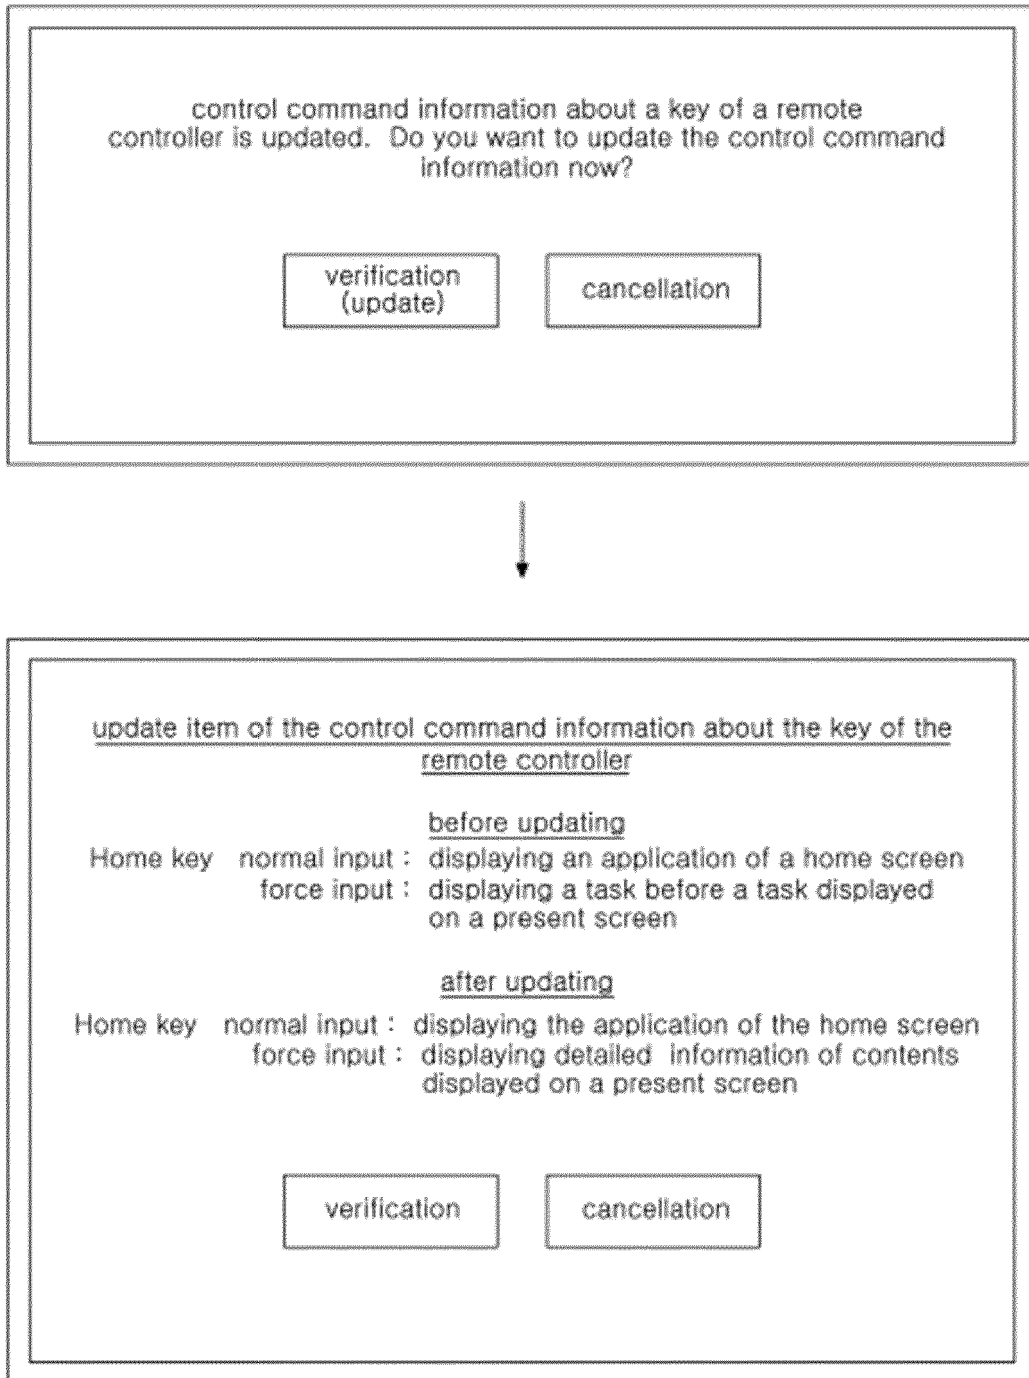 control command information about a key of a remote
controller is updated. Do you want to update the control command
information now?
verification
(update)
cancellation
update item of the control command information about the key of the
remote controller
before updating
Home key normal input : displaying an application of a home screen
force input : displaying a task before a task displayed
on a present screen
after updating
Home key normal input : displaying the application of the home screen
force input : displaying detailed information of contents
displayed on a present screen
verification
cancellation